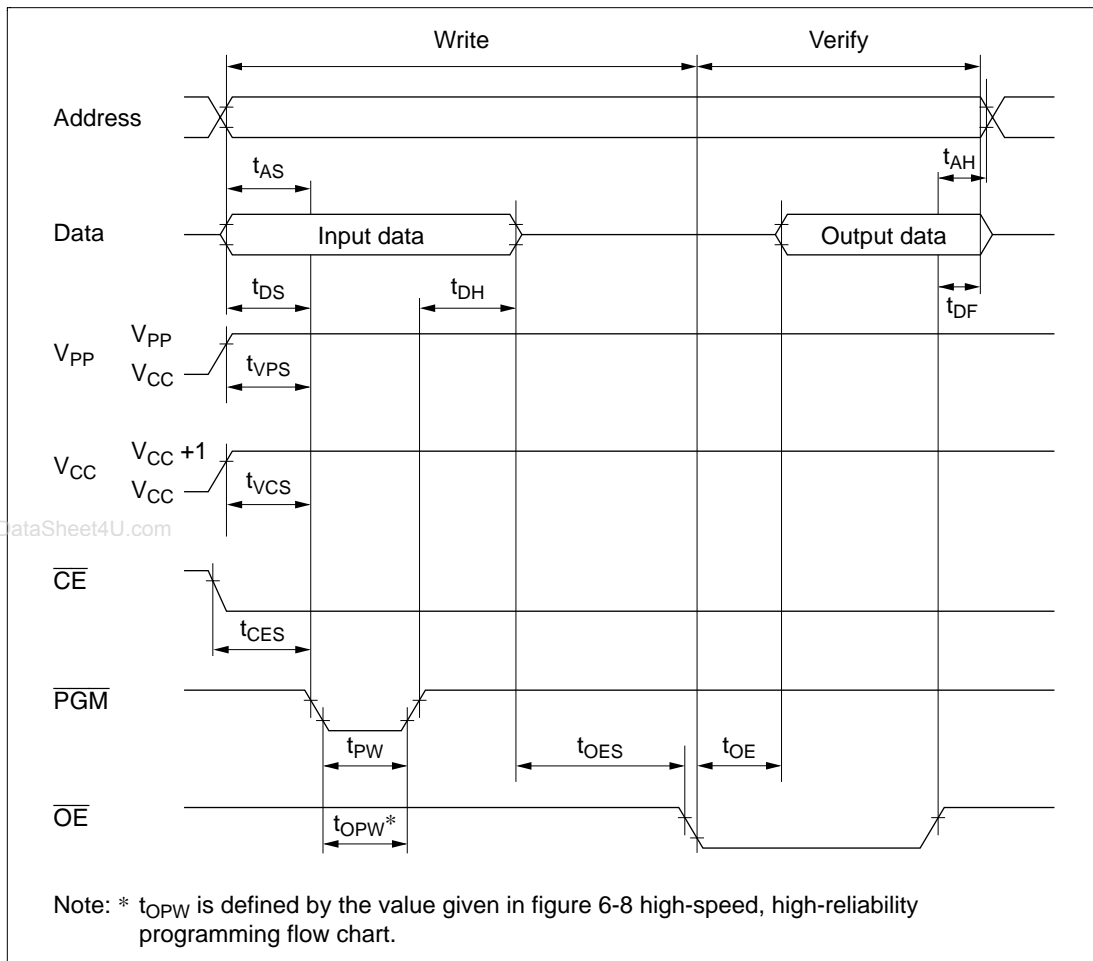 Write
Verify
Address
tAS
tAH
Data
Input data
Output data
tDS
tDH
tDF
VPP
VPP
VCC
tVPS
VCC
VCC +1
VCC
tVCS
DataSheet4U.com
CE
tCES
PGM
tPW
tOES
tOE
OE
tOPW*
Note: * tOPW is defined by the value given in figure 6-8 high-speed, high-reliability
programming flow chart.